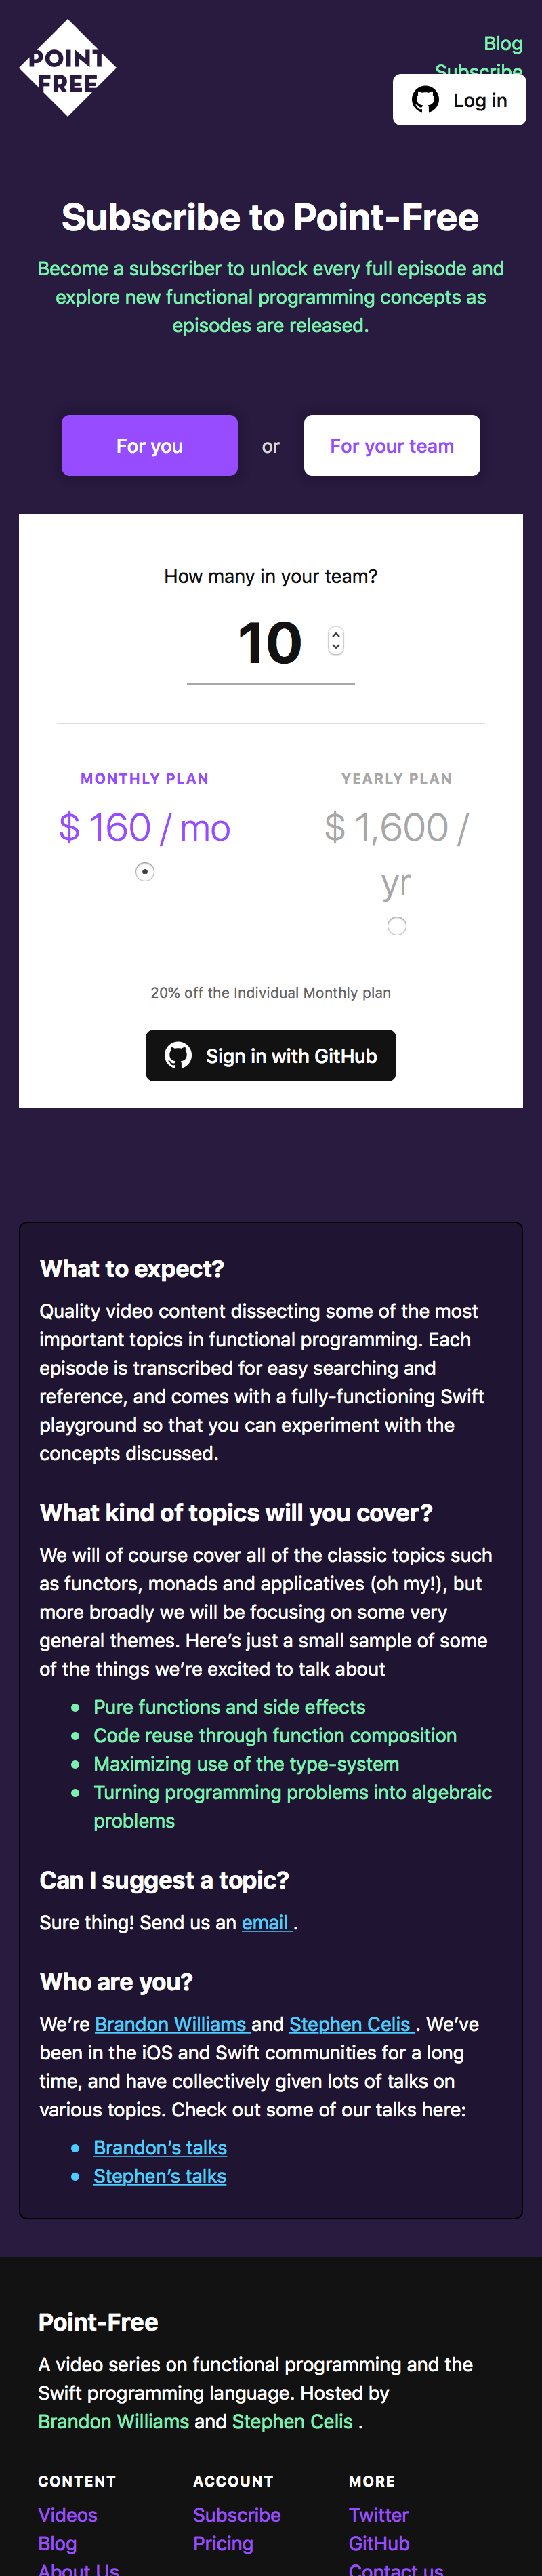 POINT
FREE
Blog
Subscribe
Log in
Subscribe to Point-Free
Become a subscriber to unlock every full episode and
explore new functional programming concepts as
episodes are released.
For you
or
For your team
How many in your team?
10
MONTHLY PLAN
$ 160 / mo
YEARLY PLAN
$ 1,600 /
yr
20% off the Individual Monthly plan
Sign in with GitHub
What to expect?
Quality video content dissecting some of the most
important topics in functional programming. Each
episode is transcribed for easy searching and
reference, and comes with a fully-functioning Swift
playground so that you can experiment with the
concepts discussed.
What kind of topics will you cover?
We will of course cover all of the classic topics such
as functors, monads and applicatives (oh my!), but
more broadly we will be focusing on some very
general themes. Here’s just a small sample of some
of the things we’re excited to talk about
• Pure functions and side effects
• Code reuse through function composition
• Maximizing use of the type-system
• Turning programming problems into algebraic
problems
Can I suggest a topic?
Sure thing! Send us an email .
Who are you?
We’re Brandon Williams and Stephen Celis . We’ve
been in the iOS and Swift communities for a long
time, and have collectively given lots of talks on
various topics. Check out some of our talks here:
• Brandon’s talks
• Stephen’s talks
Point-Free
A video series on functional programming and the
Swift programming language. Hosted by
Brandon Williams and Stephen Celis .
CONTENT
Videos
Blog
About Us
ACCOUNT
Subscribe
Pricing
MORE
Twitter
GitHub
Contact us